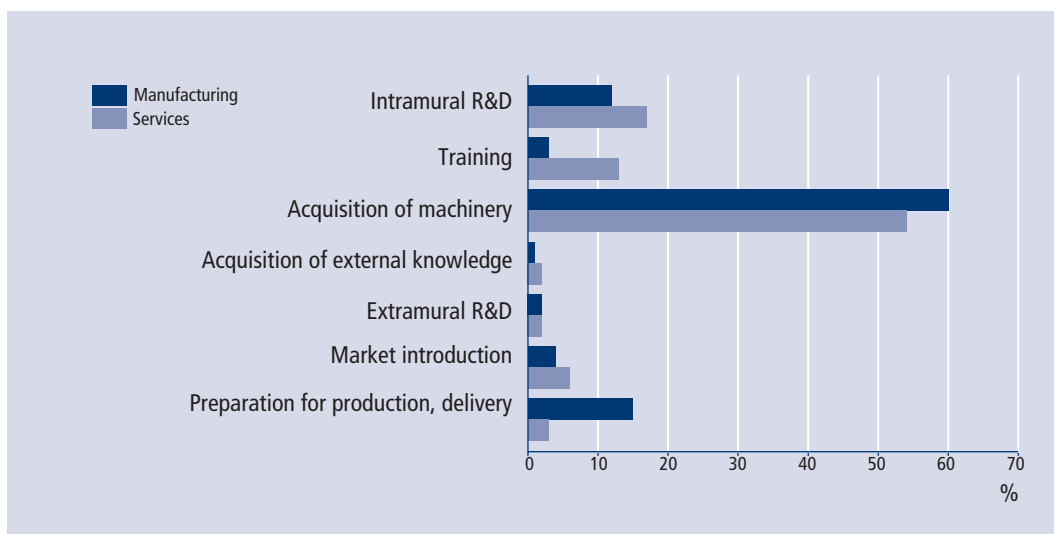 Manufacturing
Services
Intramural R&D
Training
Acquisition of machinery
Acquisition of external knowledge
Extramural R&D
Market introduction
Preparation for production, delivery
0 10 20 30 40 50 60 70
%